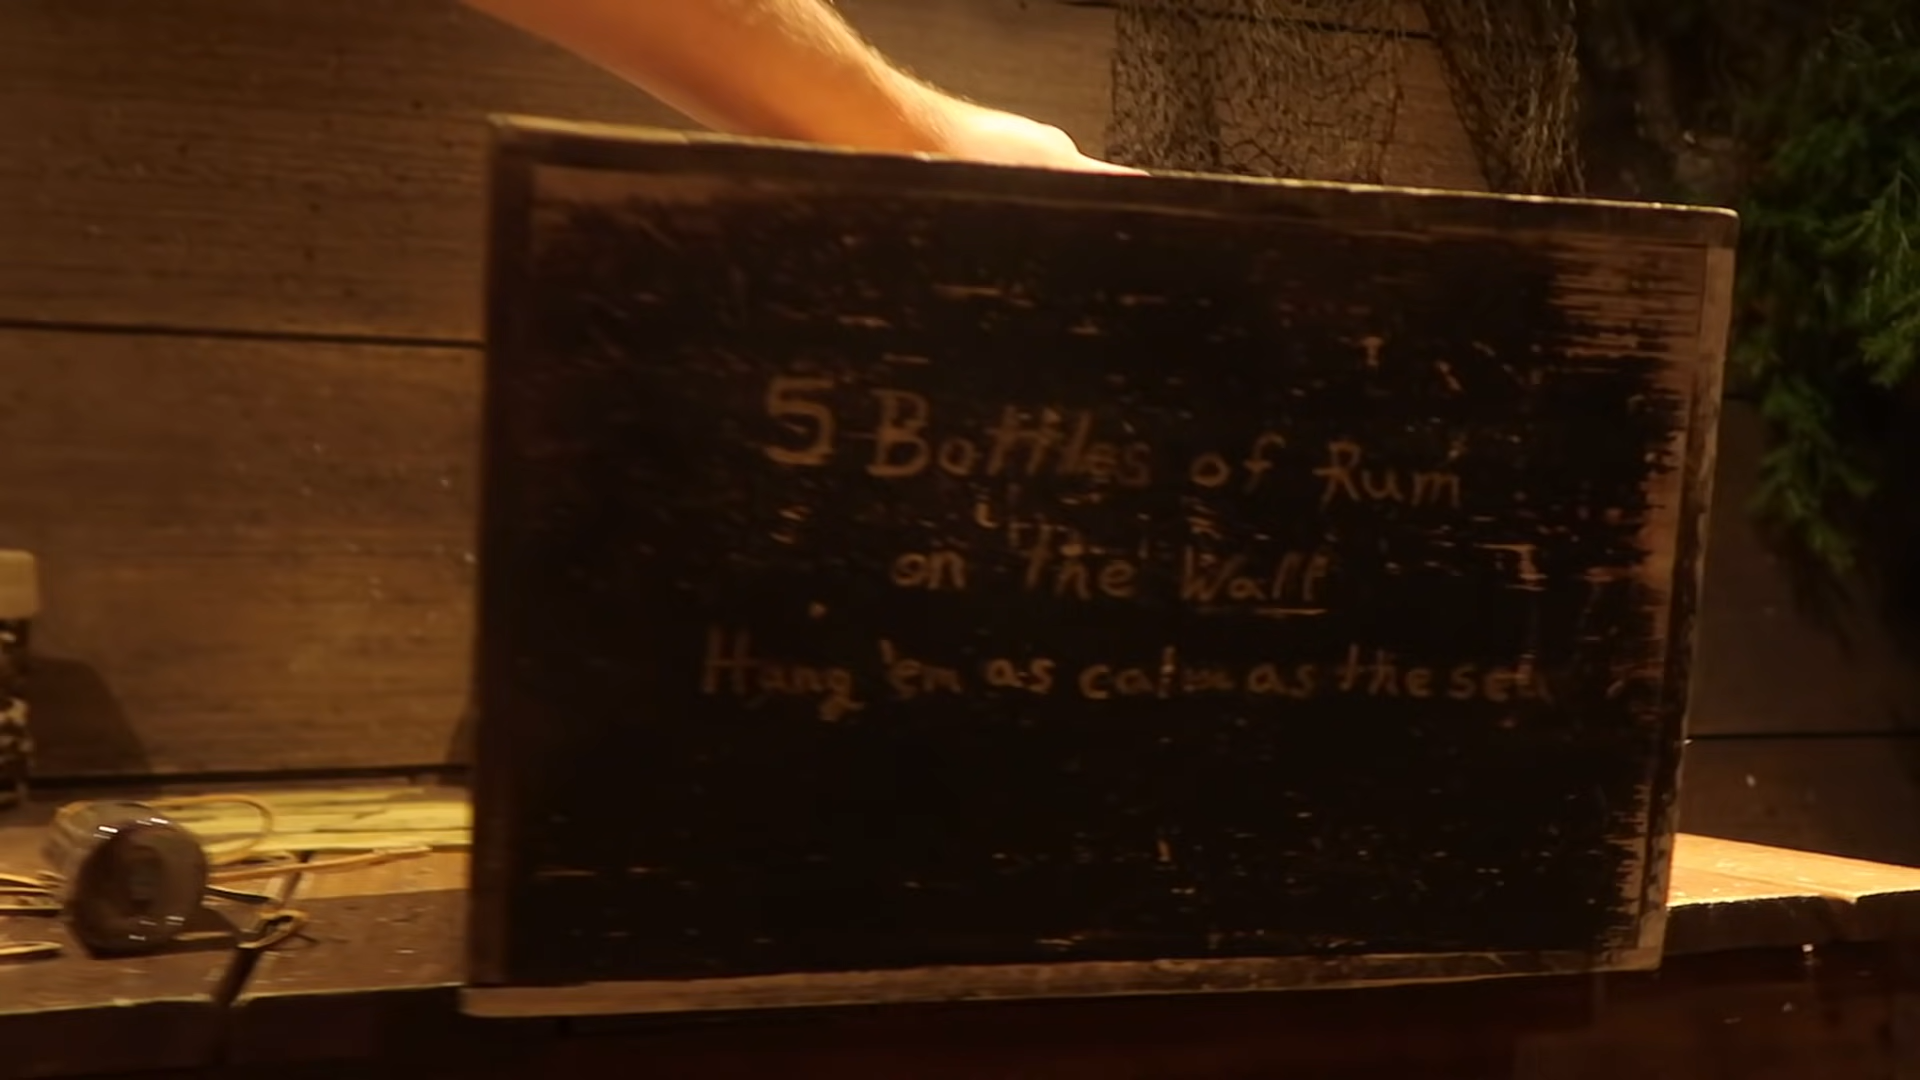 5 Bottles of Rum
on The Wall
Hang 'em as calm as the sea